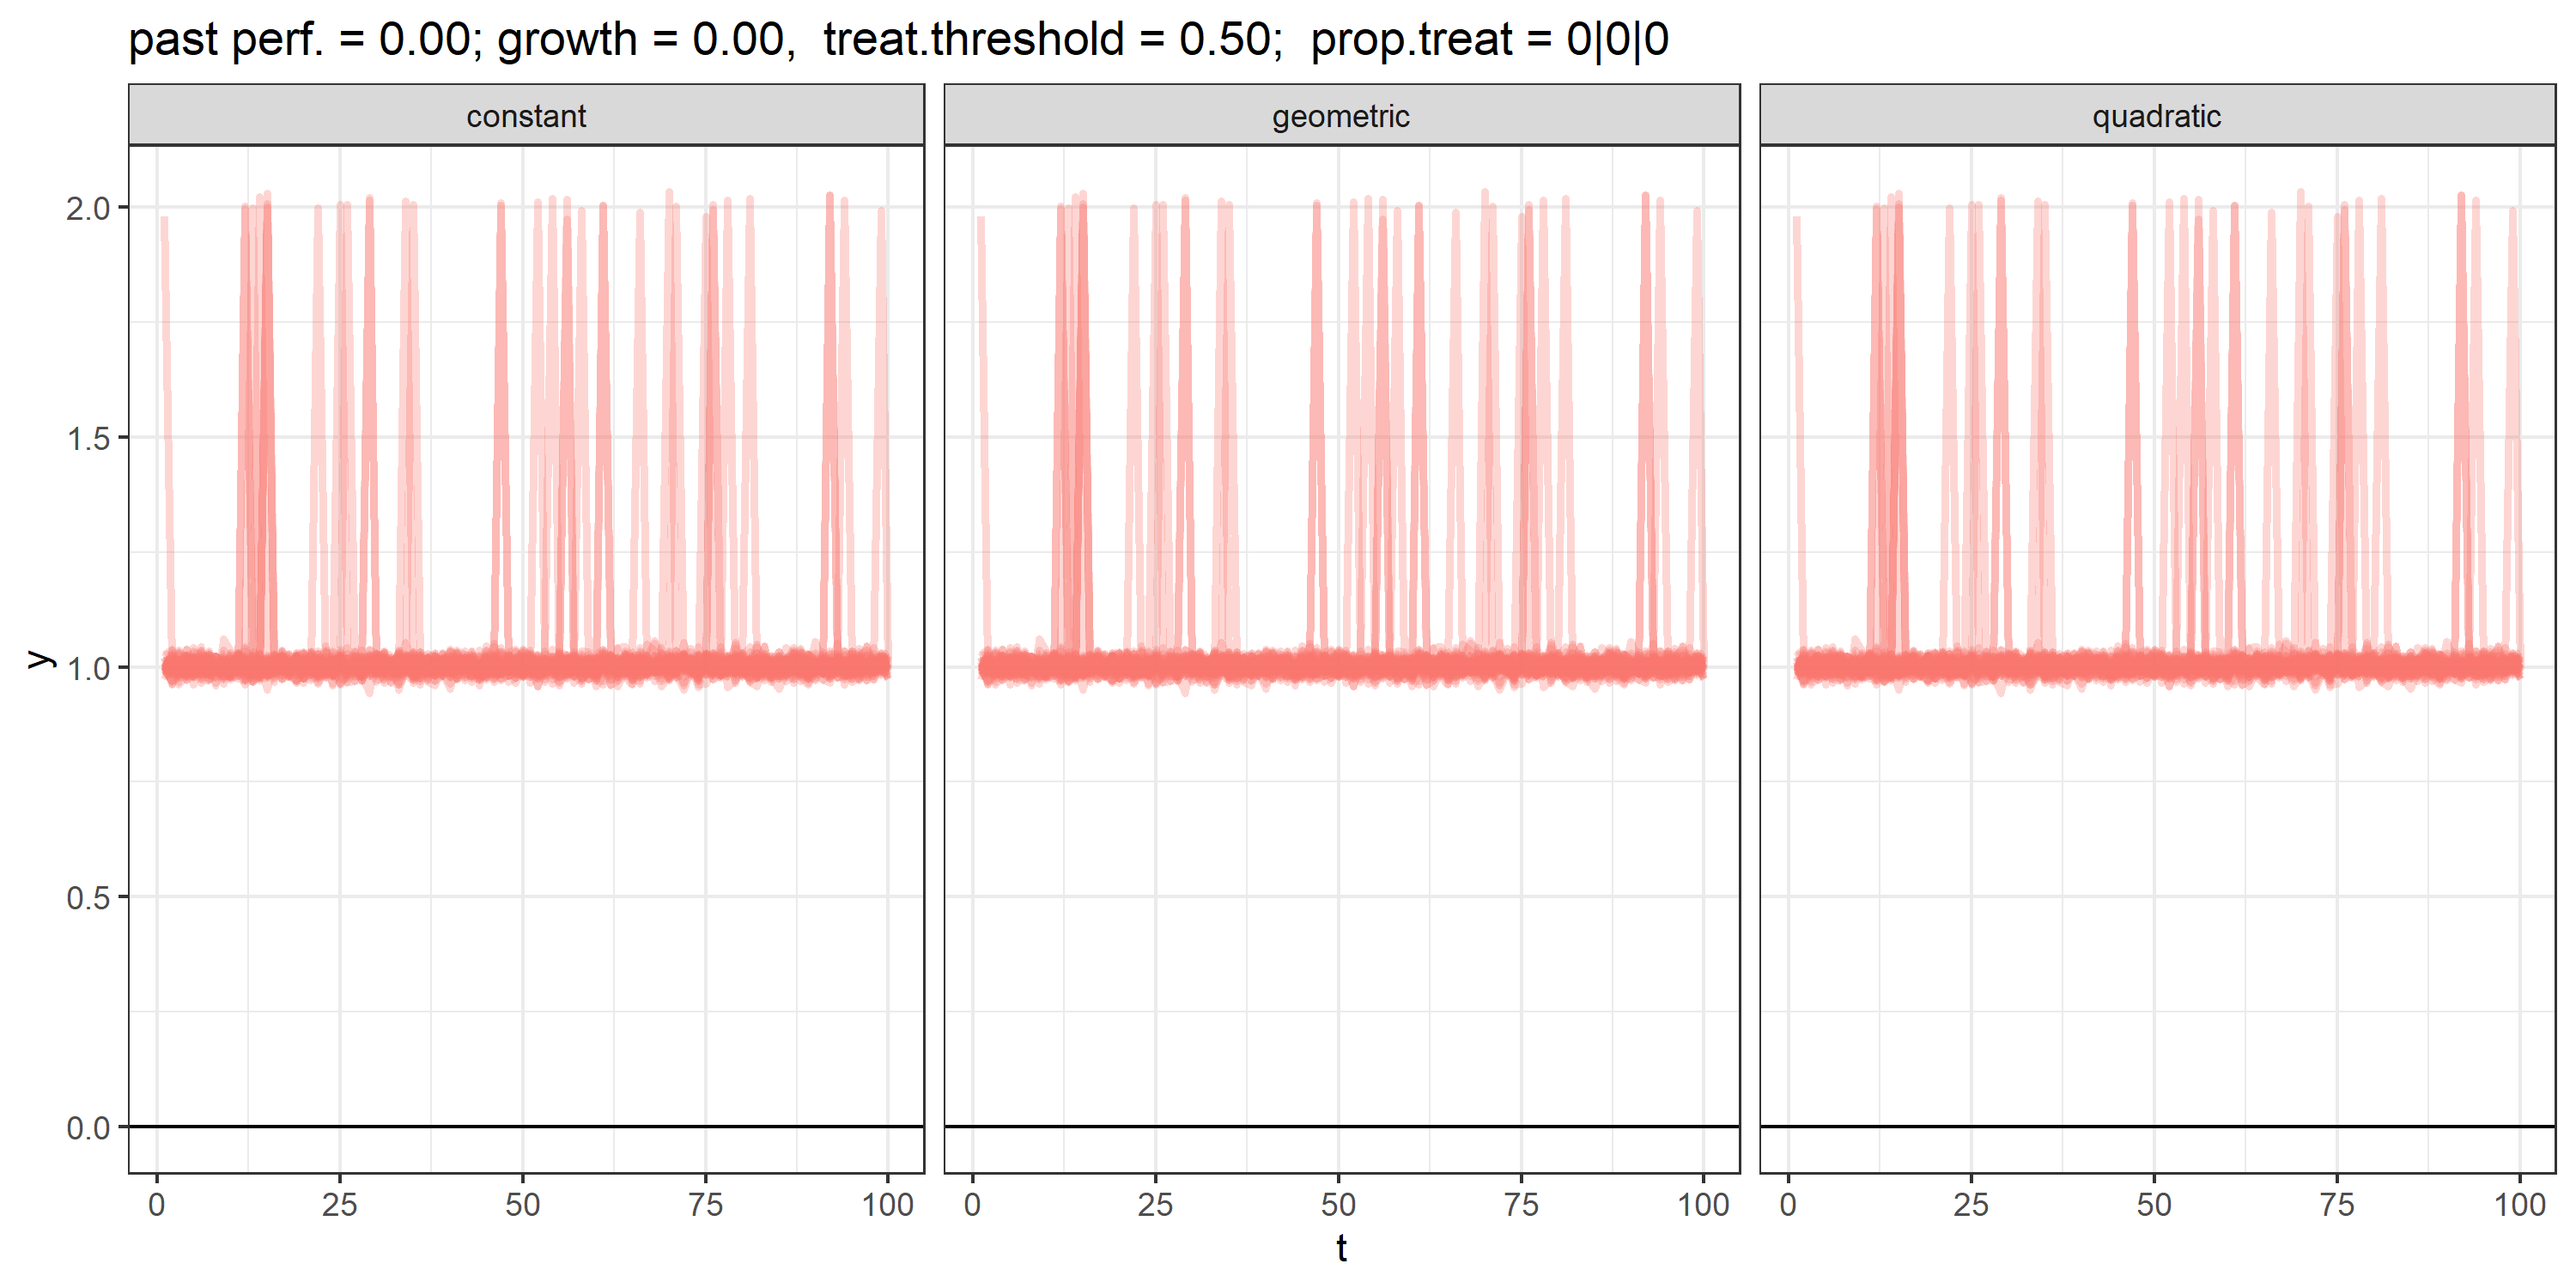 past perf. = 0.00; growth = 0.00,  treat.threshold = 0.50;  prop.treat = 0|0|0
constant
geometric
quadratic
2.0
1.5
1.0
0.5
0.0
y
0 25 50 75 100
0 25 50 75 100
0 25 50 75 100
t